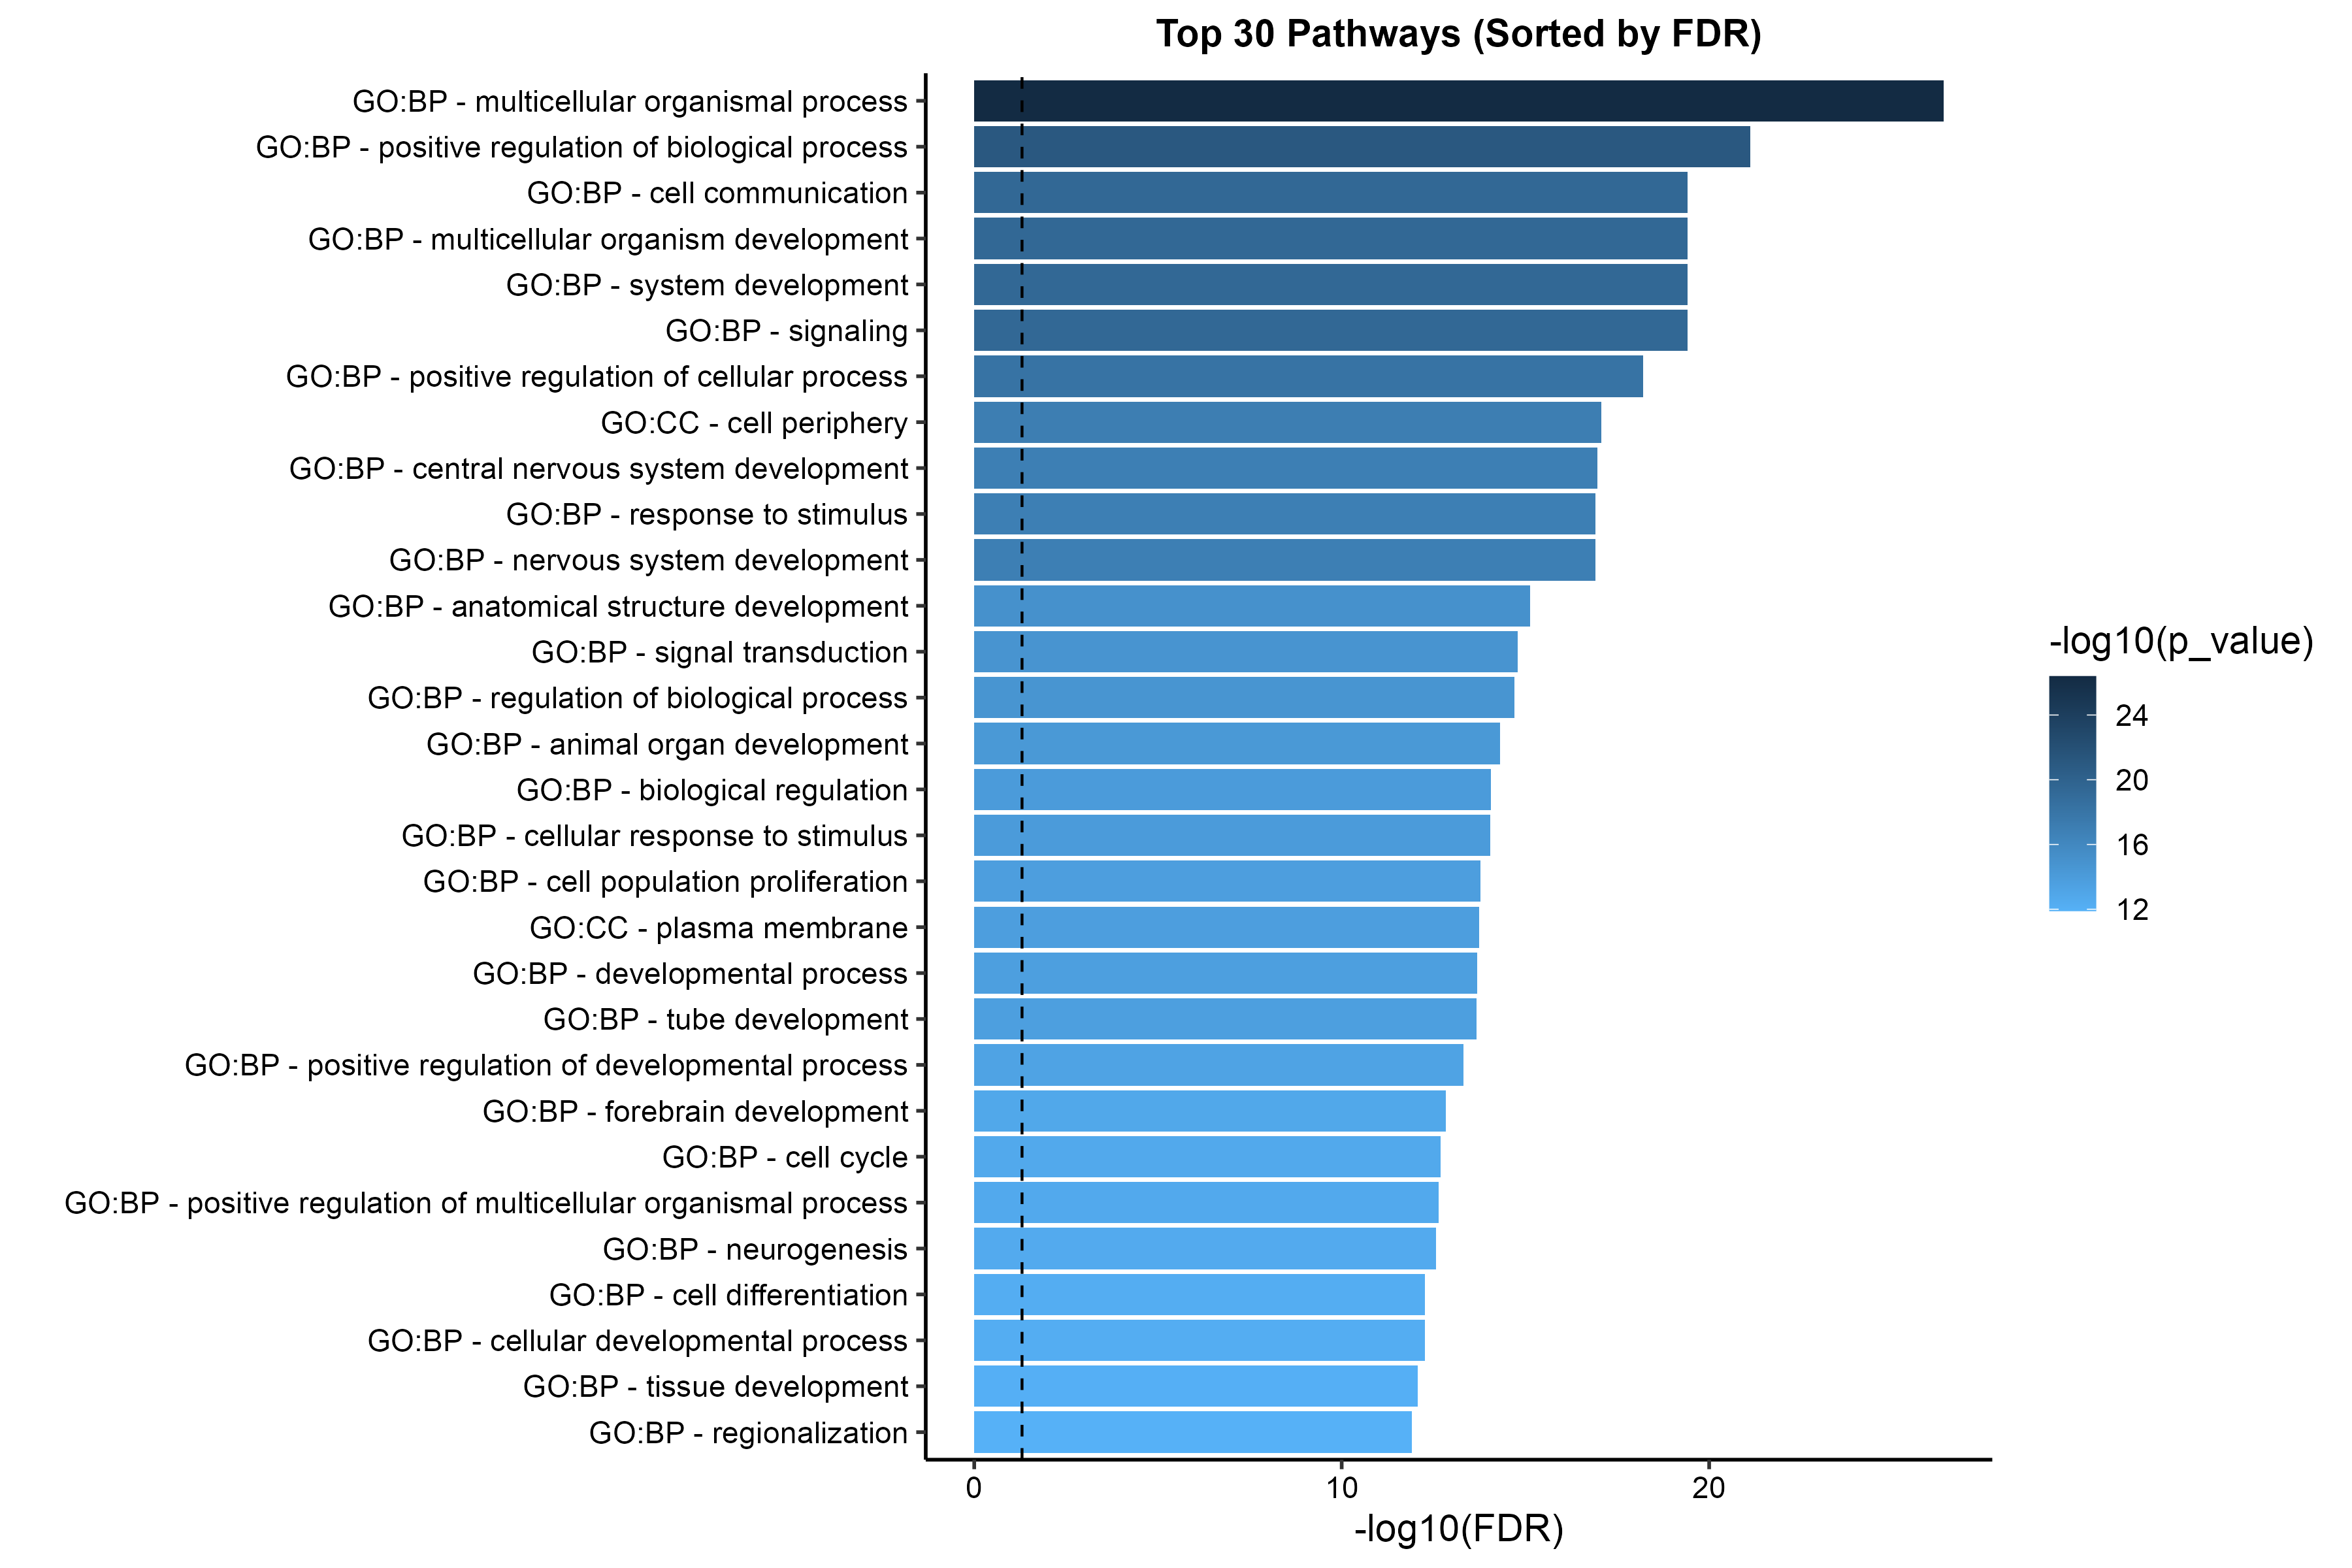 Top 30 Pathways (Sorted by FDR)
GO:BP - multicellular organismal process
GO:BP - positive regulation of biological process
GO:BP - cell communication
GO:BP - multicellular organism development
GO:BP - system development
GO:BP - signaling
GO:BP - positive regulation of cellular process
GO:CC - cell periphery
GO:BP - central nervous system development
GO:BP - response to stimulus
GO:BP - nervous system development
GO:BP - anatomical structure development
GO:BP - signal transduction
GO:BP - regulation of biological process
GO:BP - animal organ development
GO:BP - biological regulation
GO:BP - cellular response to stimulus
GO:BP - cell population proliferation
GO:CC - plasma membrane
GO:BP - developmental process
GO:BP - tube development
GO:BP - positive regulation of developmental process
GO:BP - forebrain development
GO:BP - cell cycle
GO:BP - positive regulation of multicellular organismal process
GO:BP - neurogenesis
GO:BP - cell differentiation
GO:BP - cellular developmental process
GO:BP - tissue development
GO:BP - regionalization
0 10 20
-log10(FDR)
-log10(p_value)
24
20
16
12